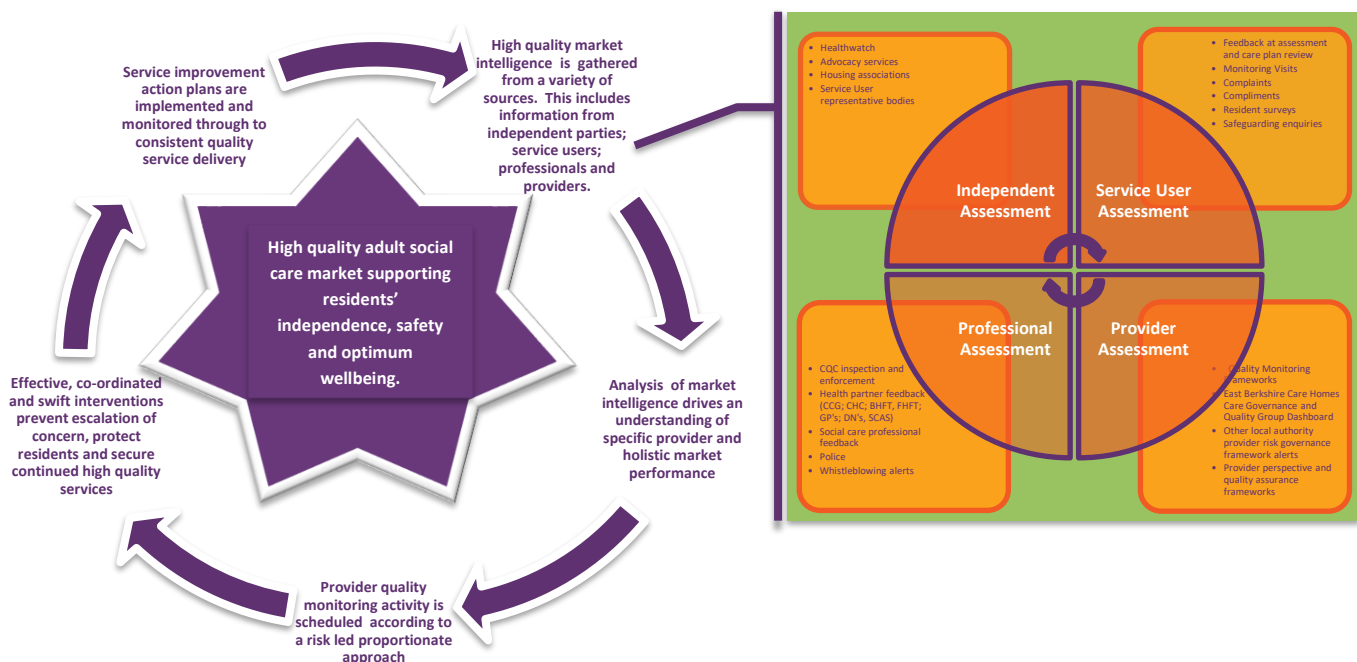 High quality market
intelligence is gathered
from a variety of
sources. This includes
information from
independent parties;
service users;
professionals and
providers.
Analysis of market
intelligence drives an
understanding of
specific provider and
holistic market
performance
Provider quality
monitoring activity is
scheduled according to
a risk led proportionate
approach
Effective, co-ordinated
and swift interventions
prevent escalation of
concern, protect
residents and secure
continued high quality
services
Service improvement
action plans are
implemented and
monitored through to
consistent quality
service delivery
High quality adult social
care market supporting
residents’
independence, safety
and optimum
wellbeing.
• Healthwatch
• Advocacy services
• Housing associations
• Service User
representative bodies
• Feedback at assessment
and care plan review
• Monitoring Visits
• Complaints
• Compliments
• Resident surveys
• Safeguarding enquiries
Independent
Assessment
Service User
Assessment
Professional
Assessment
Provider
Assessment
• CQC inspection and
enforcement
• Health partner feedback
(CCG; CHC; BHFT, FHFT;
GP's; DN's, SCAS)
• Social care professional
feedback
• Police
• Whistleblowing alerts
• Quality Monitoring
Frameworks
• East Berkshire Care Homes
Care Governance and
Quality Group Dashboard
• Other local authority
provider risk governance
framework alerts
• Provider perspective and
quality assurance
frameworks